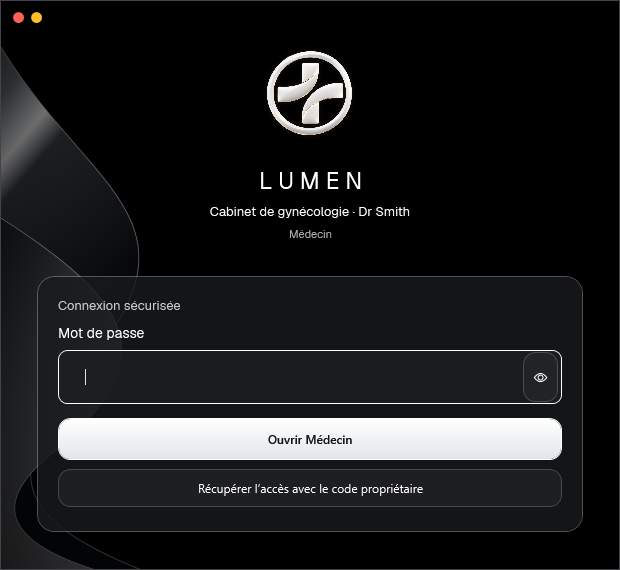 LUMEN
Cabinet de gynécologie · Dr Smith
Médecin
Connexion sécurisée
Mot de passe
Ouvrir Médecin
Récupérer l’accès avec le code propriétaire